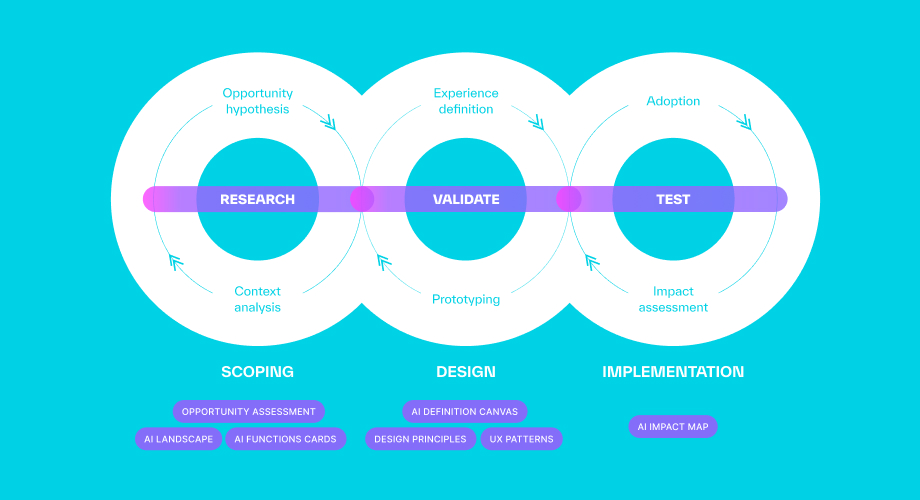 Opportunity
hypothesis
Experience
definition
Adoption
RESEARCH
VALIDATE
TEST
Context
analysis
Prototyping
Impact
assessment
SCOPING
DESIGN
IMPLEMENTATION
OPPORTUNITY ASSESSMENT
AI LANDSCAPE
AI FUNCTIONS CARDS
AI DEFINITION CANVAS
DESIGN PRINCIPLES
UX PATTERNS
AI IMPACT MAP